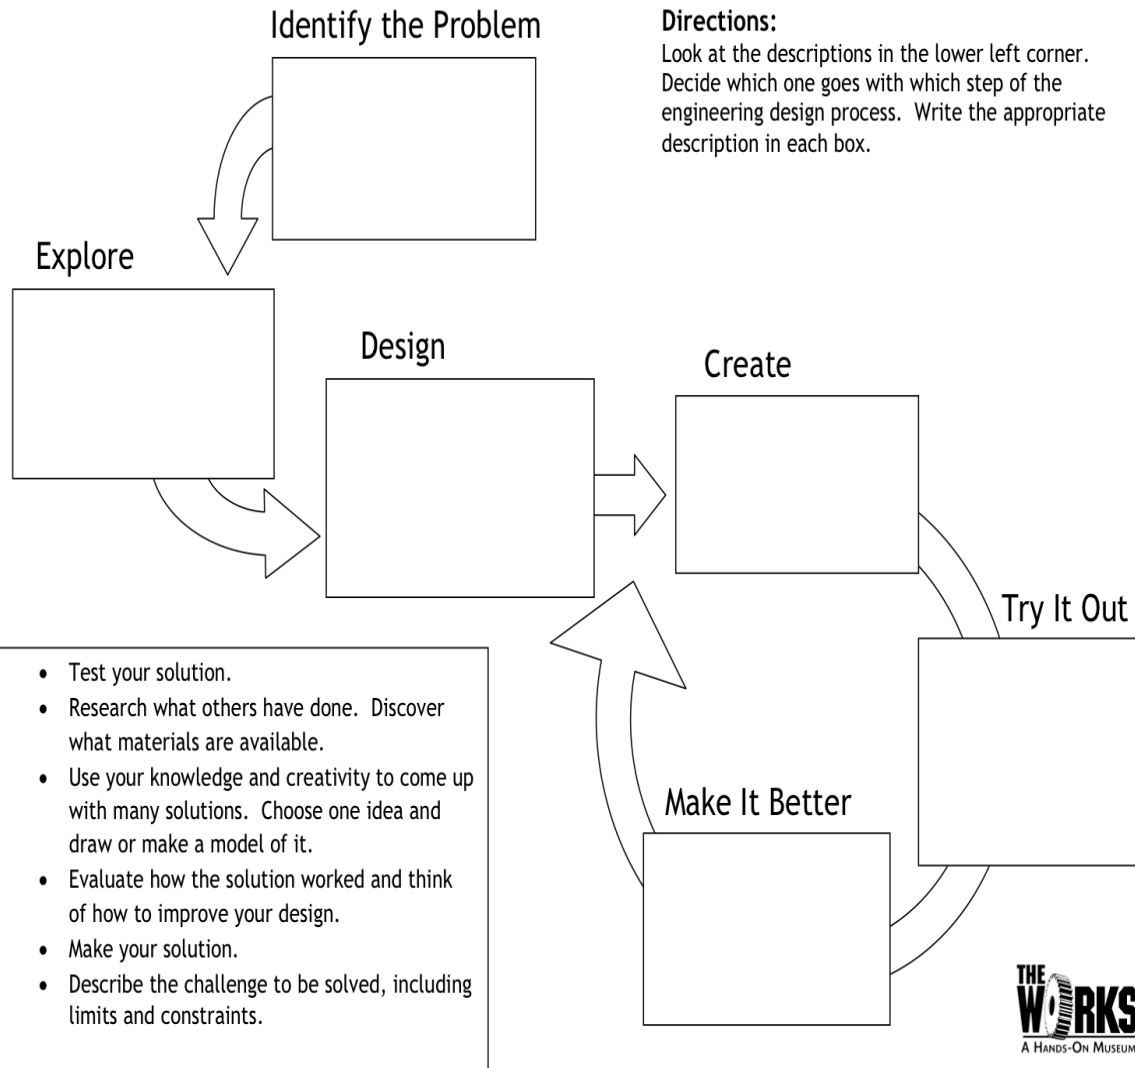 Identify the Problem
Directions:
Look at the descriptions in the lower left corner.
Decide which one goes with which step of the
engineering design process.  Write the appropriate
description in each box.
Explore
Design
Create
Try It Out
Make It Better
• Test your solution.
• Research what others have done.  Discover
what materials are available.
• Use your knowledge and creativity to come up
with many solutions.  Choose one idea and
draw or make a model of it.
• Evaluate how the solution worked and think
of how to improve your design.
• Make your solution.
• Describe the challenge to be solved, including
limits and constraints.
THE
WORKS
A HANDS-ON MUSEUM